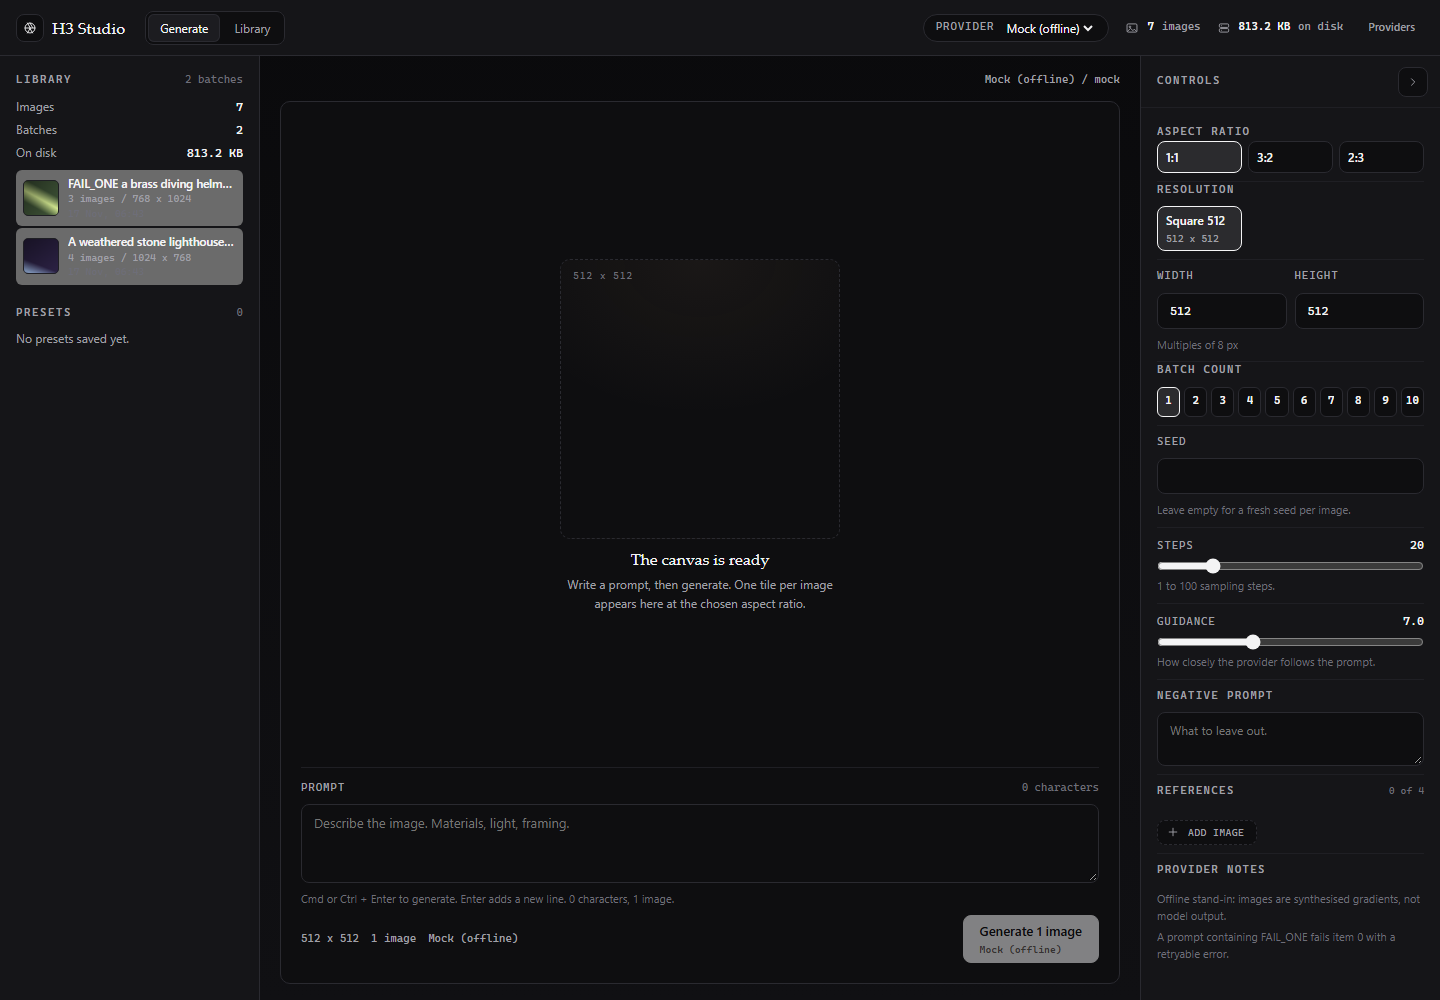 H3 Studio
Generate
Library
PROVIDER
Mock (offline)
7 images
813.2 KB on disk
Providers
LIBRARY
2 batches
Images
7
Batches
2
On disk
813.2 KB
FAIL_ONE a brass diving helm...
3 images / 768 x 1024
A weathered stone lighthouse...
4 images / 1024 x 768
PRESETS
0
No presets saved yet.
Mock (offline) / mock
512 x 512
The canvas is ready
Write a prompt, then generate. One tile per image
appears here at the chosen aspect ratio.
PROMPT
0 characters
Describe the image. Materials, light, framing.
Cmd or Ctrl + Enter to generate. Enter adds a new line. 0 characters, 1 image.
512 x 512 1 image Mock (offline)
Generate 1 image
Mock (offline)
CONTROLS
ASPECT RATIO
1:1
3:2
2:3
RESOLUTION
Square 512
512 x 512
WIDTH
HEIGHT
512
512
Multiples of 8 px
BATCH COUNT
1 2 3 4 5 6 7 8 9 10
SEED
Leave empty for a fresh seed per image.
STEPS
20
1 to 100 sampling steps.
GUIDANCE
7.0
How closely the provider follows the prompt.
NEGATIVE PROMPT
What to leave out.
REFERENCES
0 of 4
+ ADD IMAGE
PROVIDER NOTES
Offline stand-in: images are synthesised gradients, not
model output.
A prompt containing FAIL_ONE fails item 0 with a
retryable error.